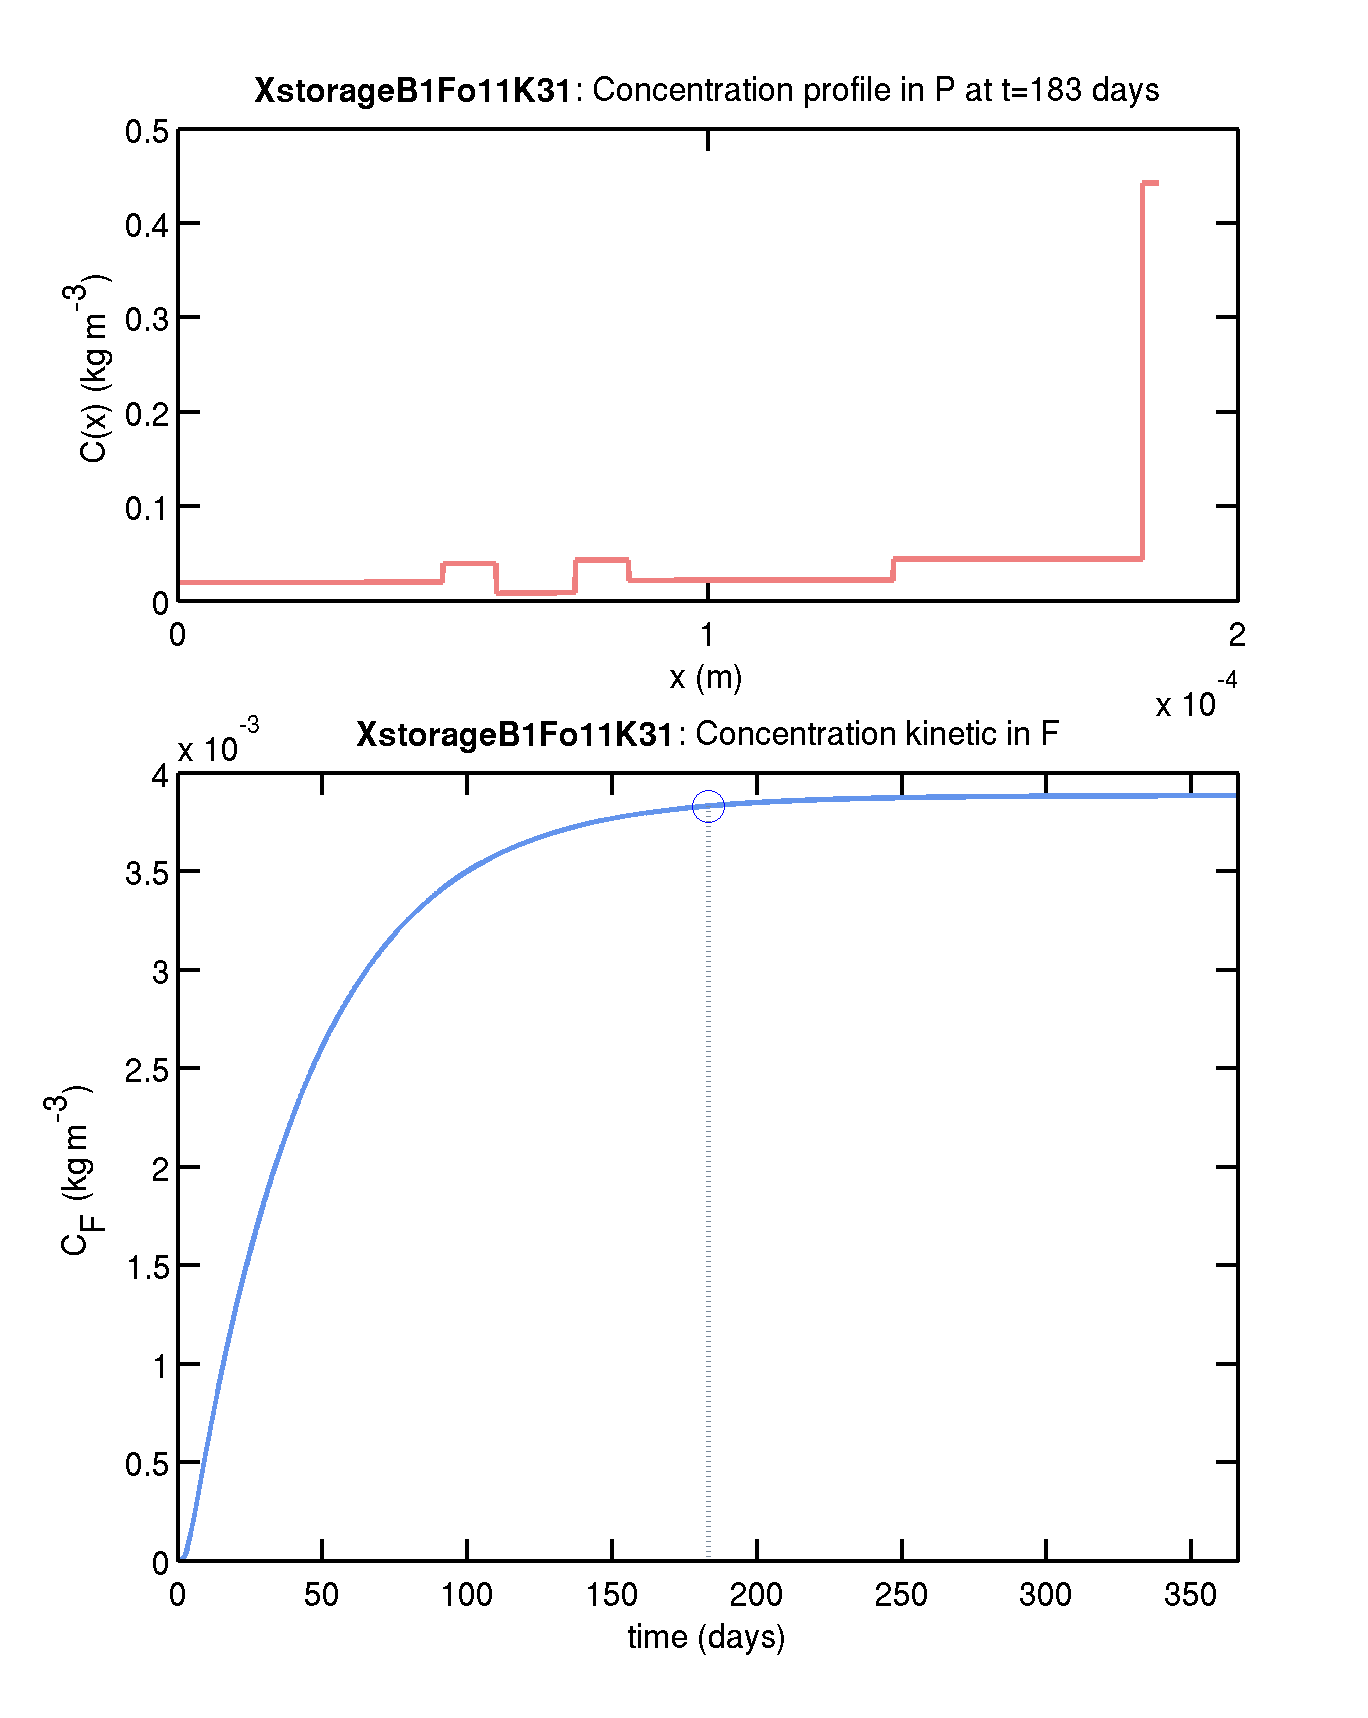 XstorageB1Fo11K31: Concentration profile in P at t=183 days
0.5
0.4
0.3
0.2
0.1
0
C(x) (kg m-3)
0 1 2
x (m)
x 10-4
XstorageB1Fo11K31: Concentration kinetic in F
x 10-3
4
3.5
3
2.5
2
1.5
1
0.5
0
CF (kg m-3)
0 50 100 150 200 250 300 350
time (days)